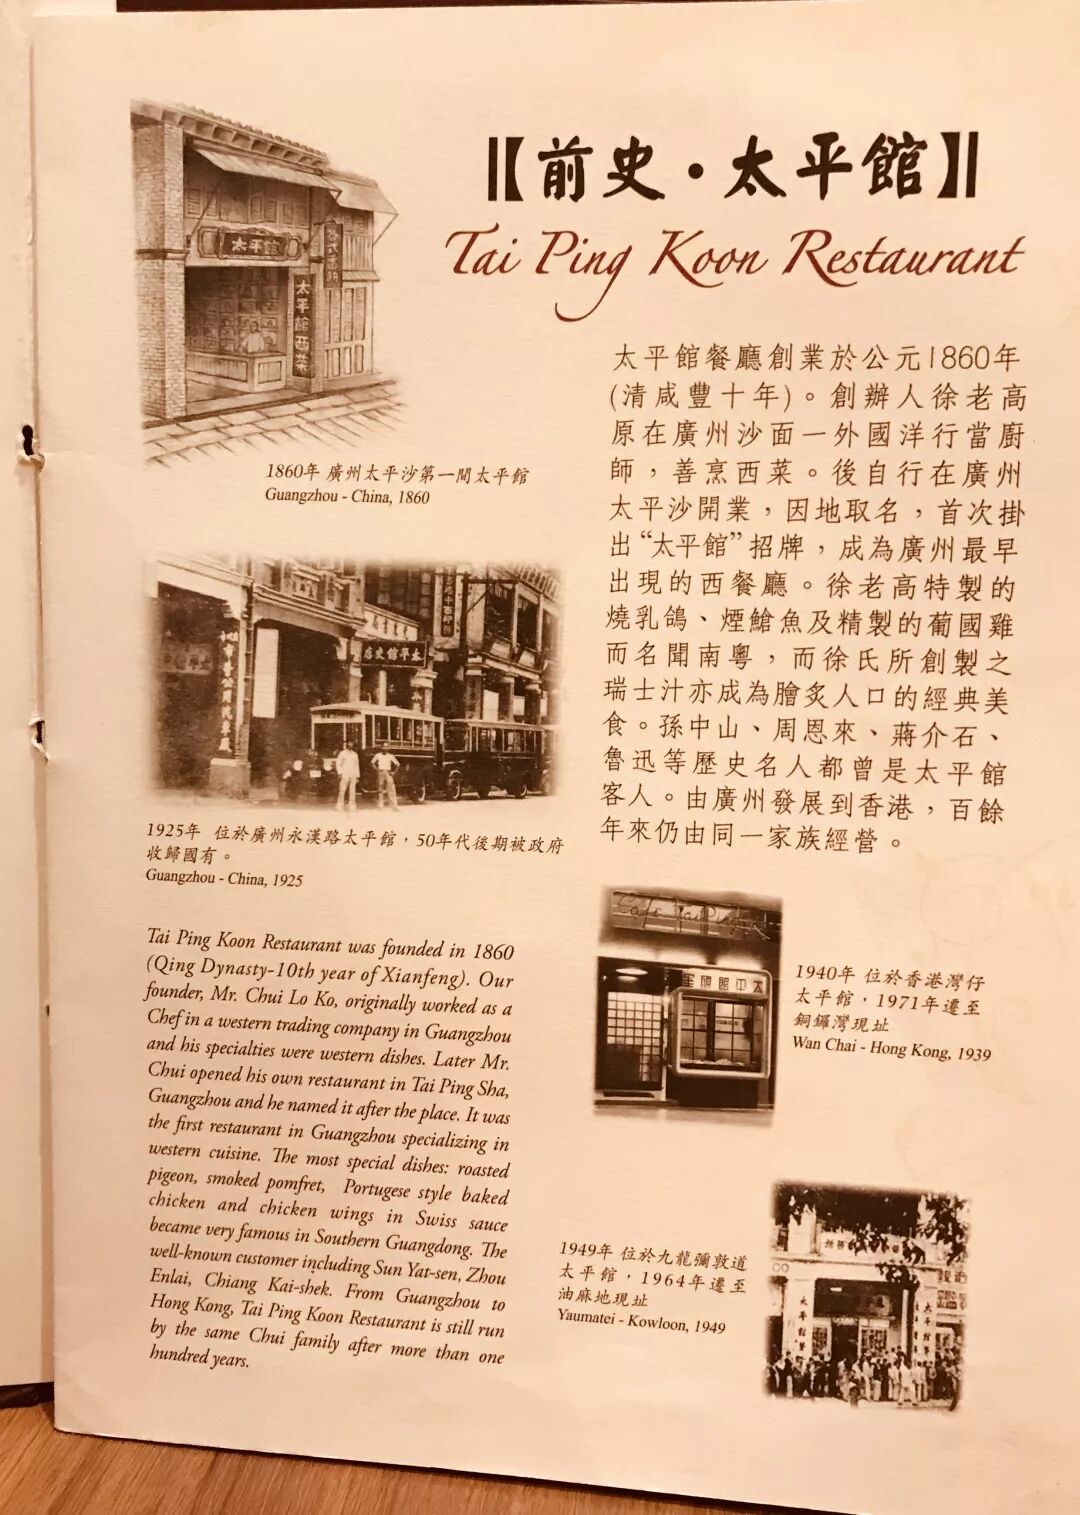 【前史·太平館】
Tai Ping Koon Restaurant
太平館
太平館西菜
1860年 廣州太平沙第一間太平館
Guangzhou - China, 1860
太平館餐廳創業於公元1860年
(清咸豐十年)。創辦人徐老高
原在廣州沙面一外國洋行當廚
師，善烹西菜。後自行在廣州
太平沙開業，因地取名，首次掛
出“太平館”招牌，成為廣州最早
出現的西餐廳。徐老高特製的
燒乳鴿、煙鎗魚及精製的葡國雞
而名聞南粵，而徐氏所創製之
瑞士汁亦成為膾炙人口的經典美
食。孫中山、周恩來、蔣介石、
魯迅等歷史名人都曾是太平館
客人。由廣州發展到香港，百餘
年來仍由同一家族經營。
1925年 位於廣州永漢路太平館，50年代後期被政府
收歸國有。
Guangzhou - China, 1925
Tai Ping Koon Restaurant was founded in 1860
(Qing Dynasty-10th year of Xianfeng). Our
founder, Mr. Chui Lo Ko, originally worked as a
Chef in a western trading company in Guangzhou
and his specialties were western dishes. Later Mr.
Chui opened his own restaurant in Tai Ping Sha,
Guangzhou and he named it after the place. It was
the first restaurant in Guangzhou specializing in
western cuisine. The most special dishes: roasted
pigeon, smoked pomfret, Portugese style baked
chicken and chicken wings in Swiss sauce
became very famous in Southern Guangdong. The
well-known customer including Sun Yat-sen, Zhou
Enlai, Chiang Kai-shek. From Guangzhou to
Hong Kong, Tai Ping Koon Restaurant is still run
by the same Chui family after more than one
hundred years.
1940年 位於香港灣仔
太平館，1971年遷至
銅鑼灣現址
Wan Chai - Hong Kong, 1939
1949年 位於九龍彌敦道
太平館，1964年遷至
油麻地現址
Yaumatei - Kowloon, 1949